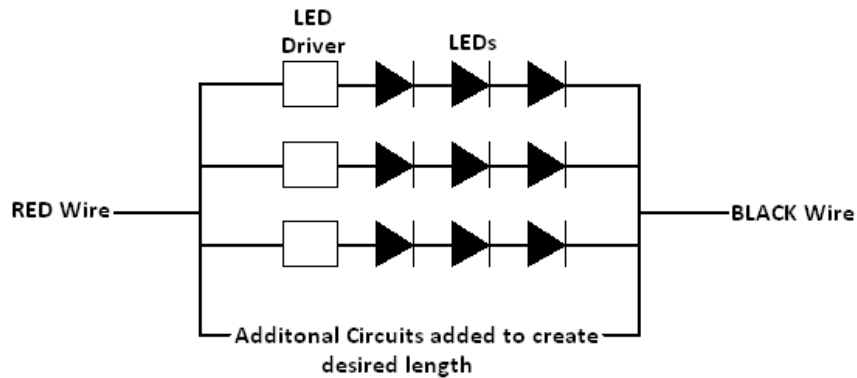 LED
Driver
LEDs
RED Wire
BLACK Wire
Additonal Circuits added to create
desired length